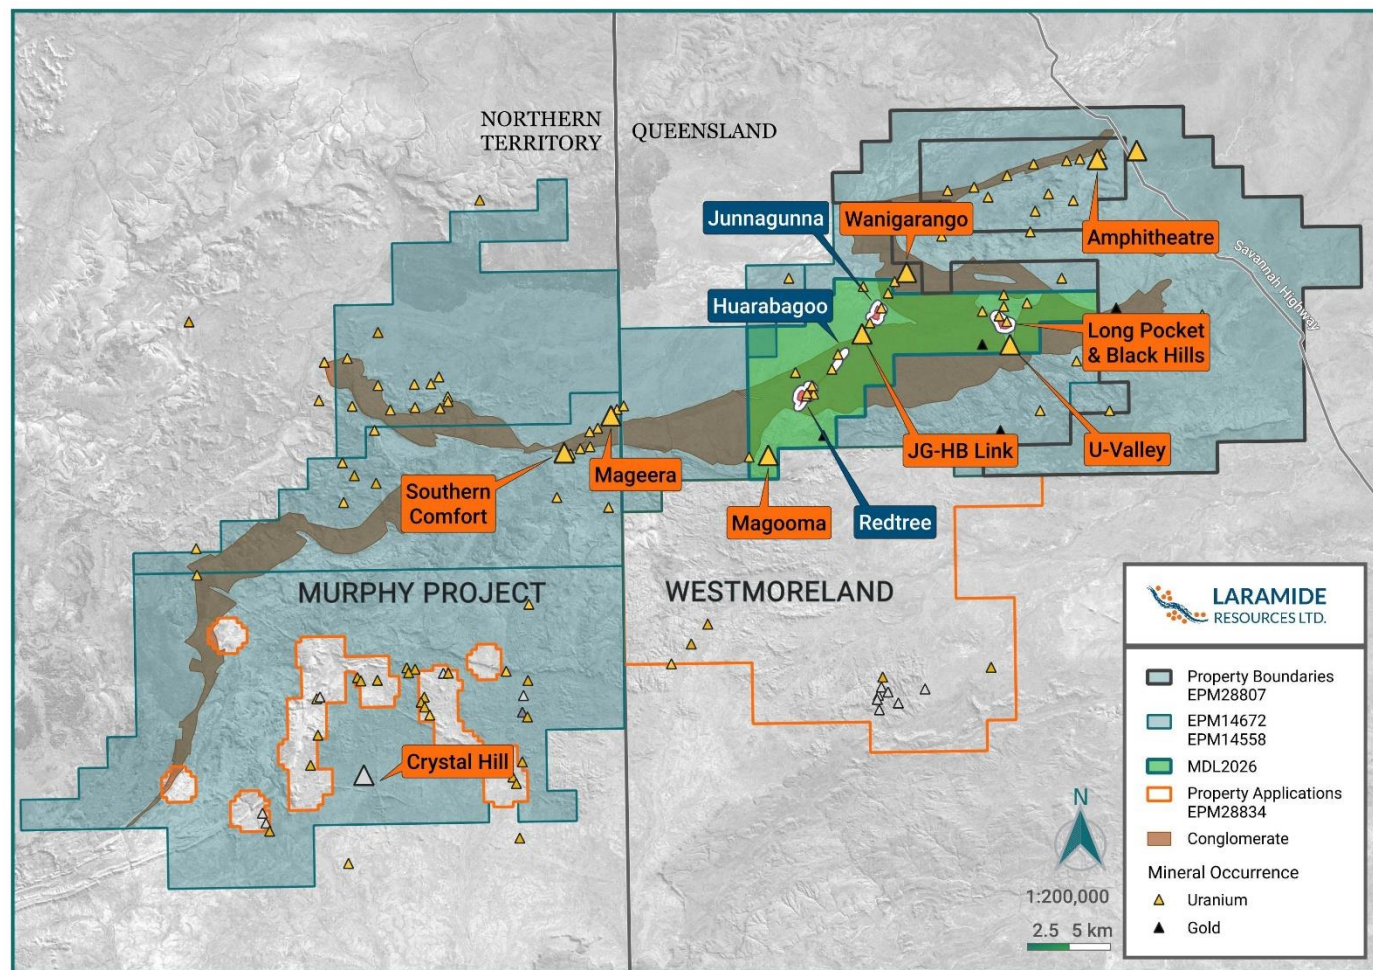 NORTHERN
TERRITORY
QUEENSLAND
Junnagunna
Wanigarango
Amphitheatre
Savannah Highway
Huarabagoo
Long Pocket
& Black Hills
JG-HB Link
U-Valley
Mageera
Southern
Comfort
Magooma
Redtree
MURPHY PROJECT
WESTMORELAND
Crystal Hill
N
1:200,000
2.5 5 km
LARAMIDE
RESOURCES LTD.
Property Boundaries
EPM28807
EPM14672
EPM14558
MDL2026
Property Applications
EPM28834
Conglomerate
Mineral Occurrence
Uranium
Gold